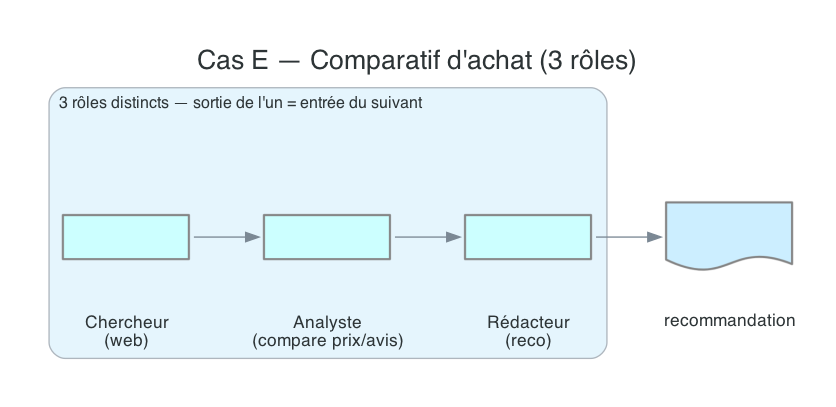 Cas E — Comparatif d'achat (3 rôles)
3 rôles distincts — sortie de l'un = entrée du suivant
Chercheur
(web)
Analyste
(compare prix/avis)
Rédacteur
(reco)
recommandation